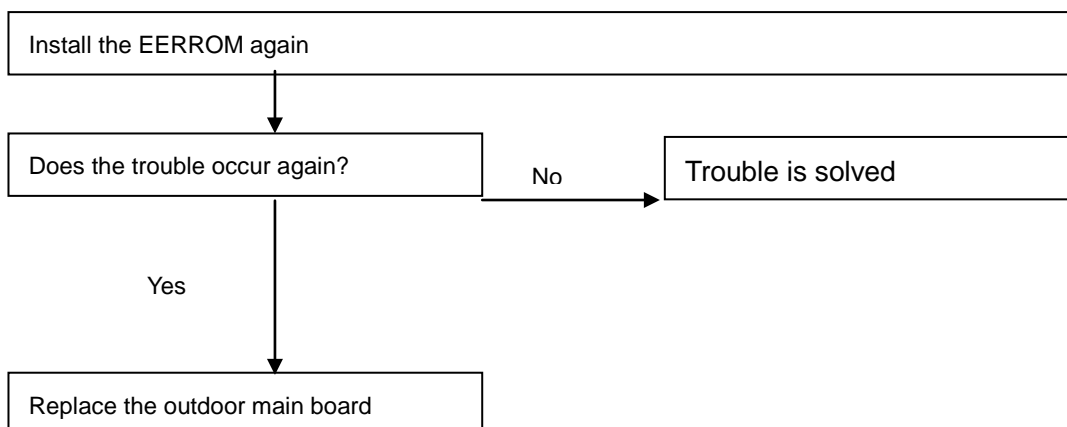 Install the EERROM again
Does the trouble occur again?
No
Trouble is solved
Yes
Replace the outdoor main board